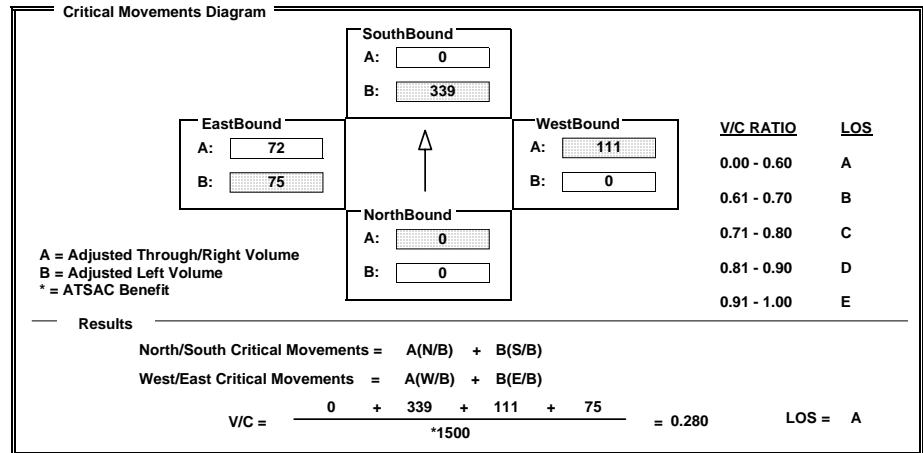 Critical Movements Diagram
SouthBound
A: 0
B: 339
EastBound
A: 72
B: 75
WestBound
A: 111
B: 0
NorthBound
A: 0
B: 0
V/C RATIO LOS
0.00 - 0.60 A
0.61 - 0.70 B
0.71 - 0.80 C
0.81 - 0.90 D
0.91 - 1.00 E
A = Adjusted Through/Right Volume
B = Adjusted Left Volume
* = ATSAC Benefit
Results
North/South Critical Movements = A(N/B) + B(S/B)
West/East Critical Movements = A(W/B) + B(E/B)
V/C = 0 + 339 + 111 + 75 = 0.280 LOS = A
*1500